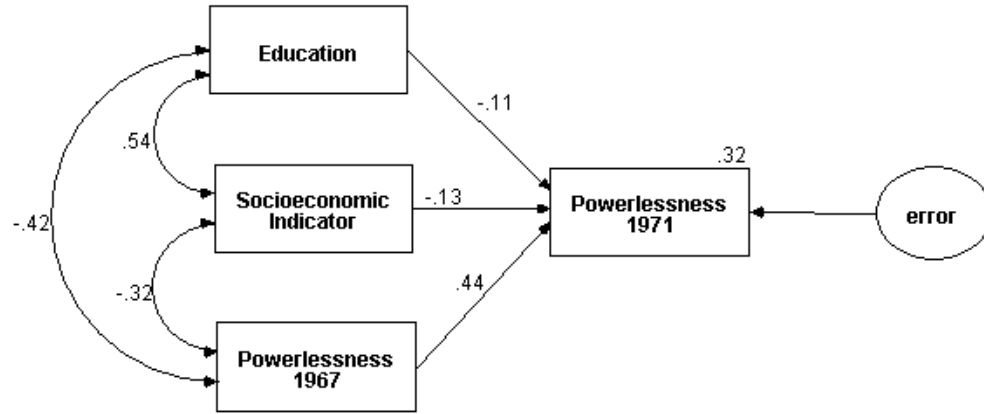 Education
-.11
.54
.32
Socioeconomic
Indicator
-.13
Powerlessness
1971
error
-.42
-.32
.44
Powerlessness
1967